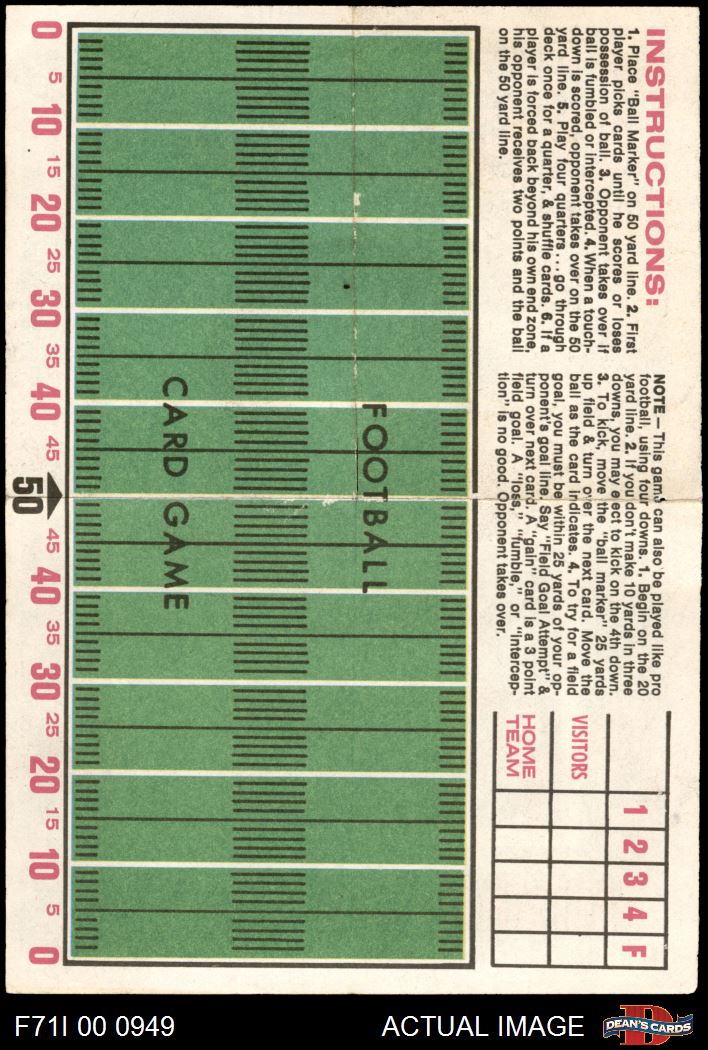 INSTRUCTIONS:
1. Place "Ball Marker" on 50 yard line. 2. First
player picks cards until he scores or loses
possession of ball. 3. Opponent takes over if
ball is fumbled or intercepted. 4. When a touch-
down is scored, opponent takes over on the 50
yard line. 5. Play four quarters...go through
deck once for a quarter, & shuffle cards. 6. If a
player is forced back beyond his own end zone,
his opponent receives two points and the ball
on the 50 yard line.
NOTE — This game can also be played like pro
football, using four downs. 1. Begin on the 20
yard line. 2. If you don't make 10 yards in three
downs, you may elect to kick on the 4th down.
3. To kick, move the "ball marker" 25 yards
up field & turn over the next card. Move the
ball as the card indicates. 4. To try for a field
goal, you must be within 25 yards of your op-
ponent's goal line. Say "Field Goal Attempt" &
turn over next card. A "gain" card is a 3 point
field goal. A "loss," "fumble," or "intercep-
tion" is no good. Opponent takes over.
1 2 3 4 F
VISITORS
HOME
TEAM
FOOTBALL
CARD GAME
0 5 10 15 20 25 30 35 40 45 50 45 40 35 30 25 20 15 10 5 0
F71I 00 0949
ACTUAL IMAGE
D
DEAN'S CARDS